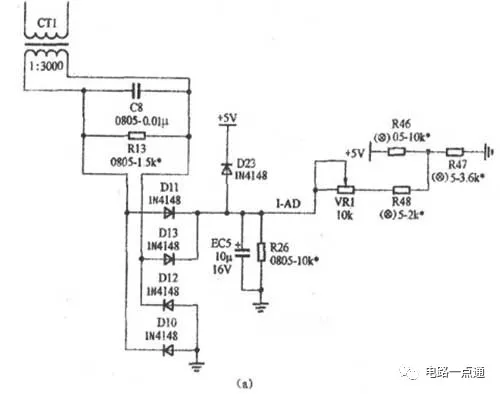 CT1
1:3000
C8
0805-0.01μ
R13
0805-1.5k*
+5V
D23
1N4148
R46
(⊗)05-10k*
+5V
R47
(⊗)5-3.6k*
D11
1N4148
I-AD
VR1
10k
R48
(⊗)5-2k*
D13
1N4148
EC5
+
10μ
16V
R26
0805-10k*
D12
1N4148
D10
1N4148
(a)
电路一点通